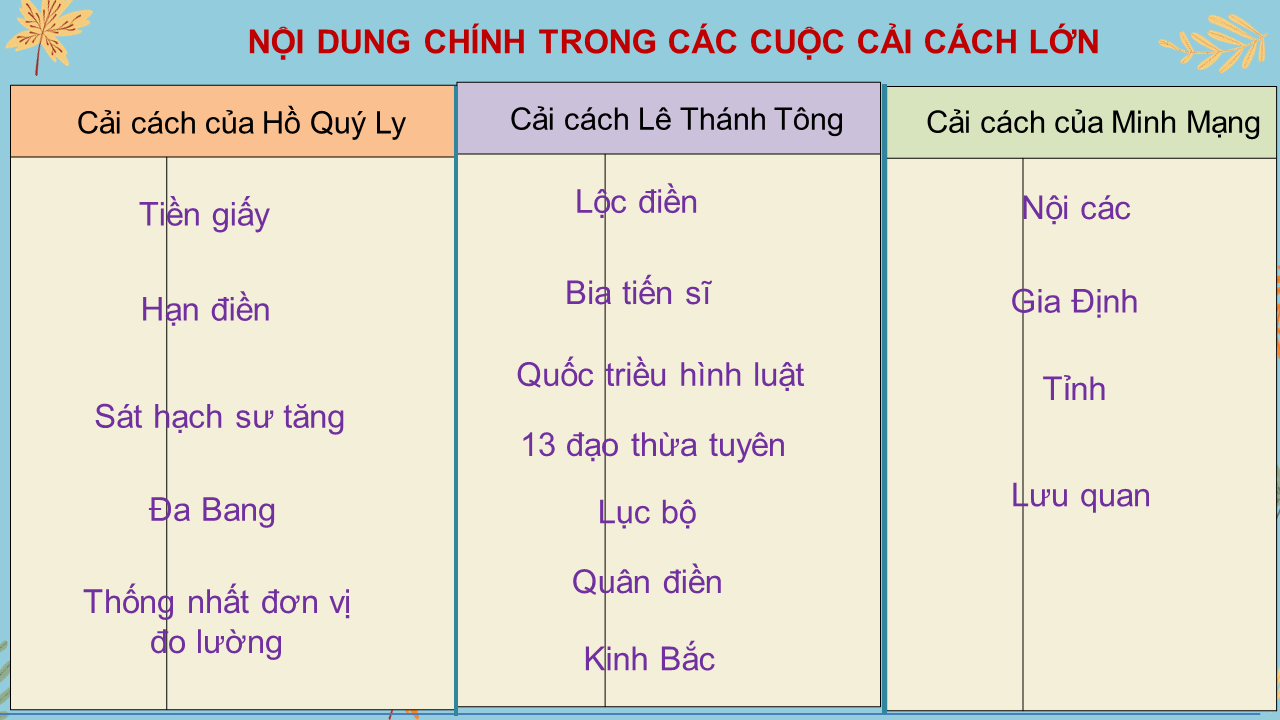 NỘI DUNG CHÍNH TRONG CÁC CUỘC CẢI CÁCH LỚN
Cải cách của Hồ Quý Ly
Tiền giấy
Hạn điền
Sát hạch sư tăng
Đa Bang
Thống nhất đơn vị
đo lường
Cải cách Lê Thánh Tông
Lộc điền
Bia tiến sĩ
Quốc triều hình luật
13 đạo thừa tuyên
Lục bộ
Quân điền
Kinh Bắc
Cải cách của Minh Mạng
Nội các
Gia Định
Tỉnh
Lưu quan